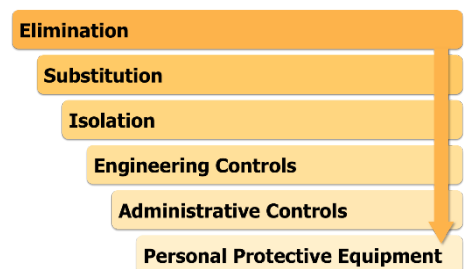 Elimination
Substitution
Isolation
Engineering Controls
Administrative Controls
Personal Protective Equipment